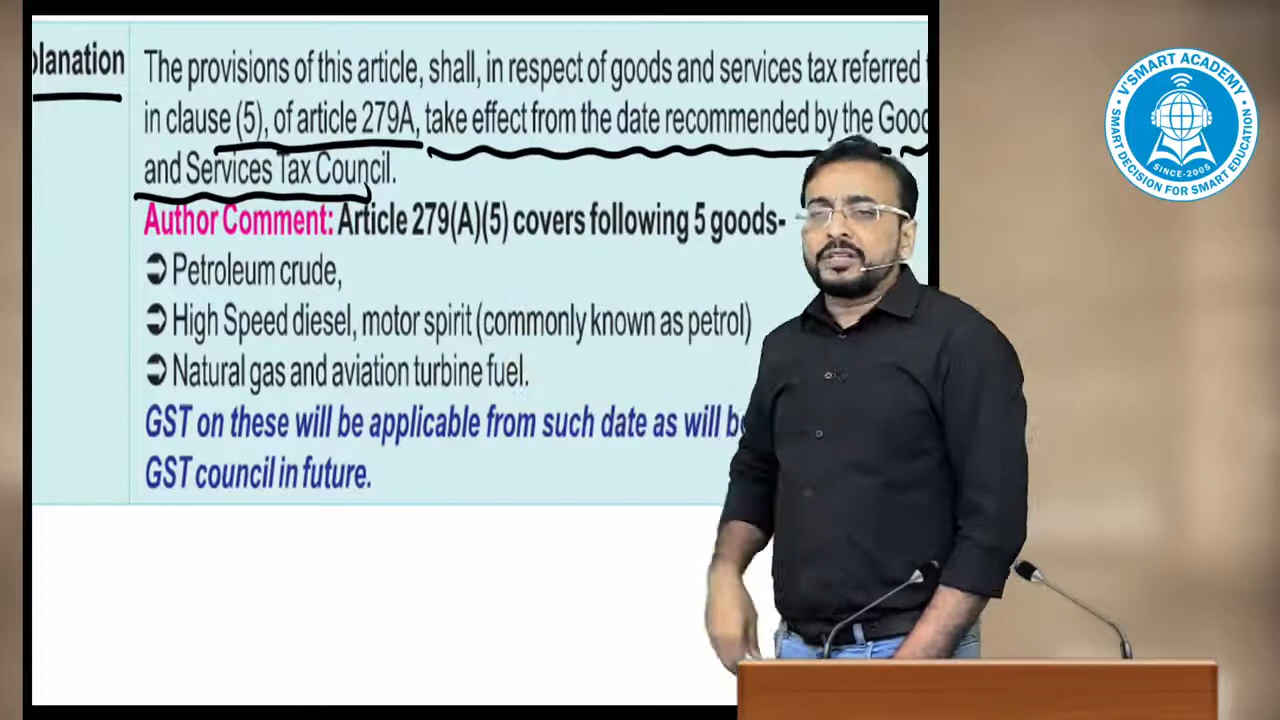 planation
The provisions of this article, shall, in respect of goods and services tax referred
in clause (5), of article 279A, take effect from the date recommended by the
and Services Tax Council.
Author Comment: Article 279(A)(5) covers following 5 goods-
➲ Petroleum crude,
➲ High Speed diesel, motor spirit (commonly known as petrol)
➲ Natural gas and aviation turbine fuel.
GST on these will be applicable from such date as will
GST council in future.
V'SMART ACADEMY
SINCE-2005
SMART DECISION FOR SMART EDUCATION